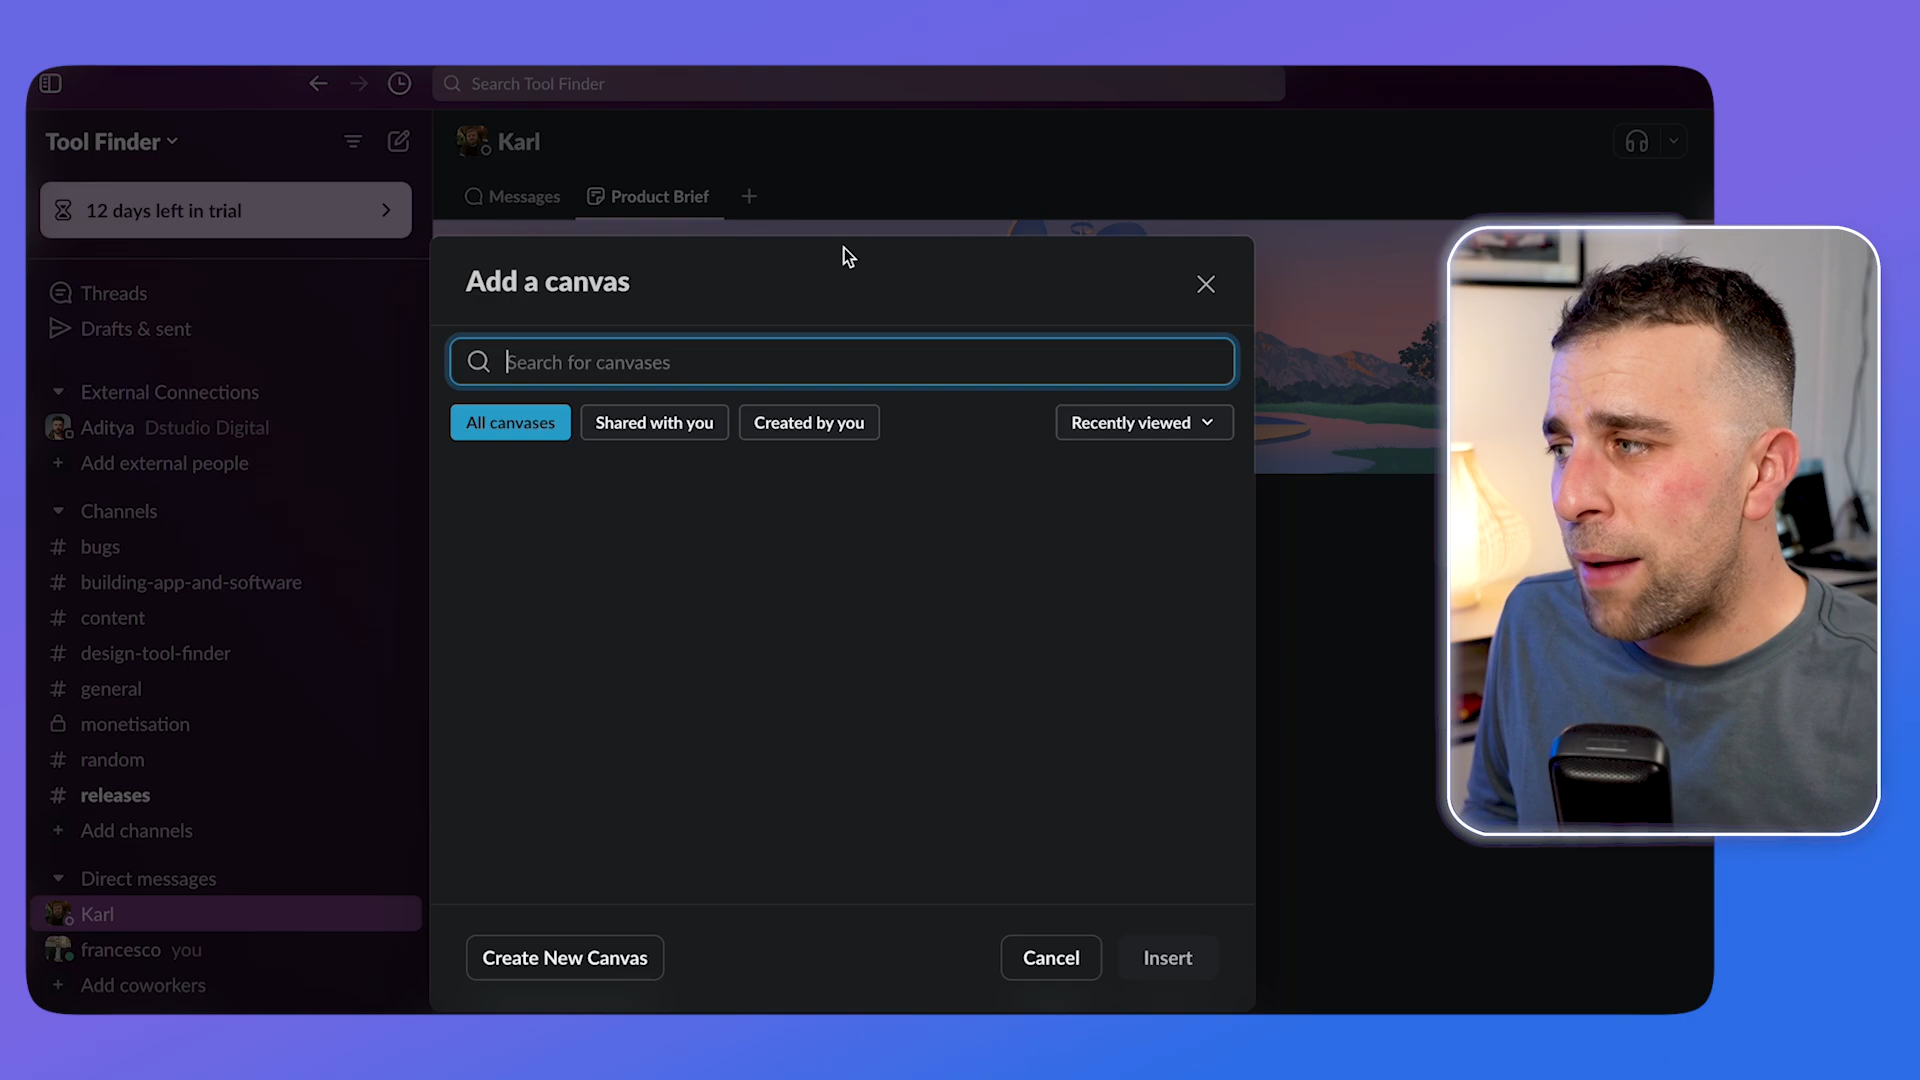 Search Tool Finder
Tool Finder
12 days left in trial
Threads
Drafts & sent
External Connections
Aditya Dstudio Digital
Add external people
Channels
bugs
building-app-and-software
content
design-tool-finder
general
monetisation
random
releases
Add channels
Direct messages
Karl
francesco you
Add coworkers
Karl
Messages
Product Brief
Add a canvas
Search for canvases
All canvases
Shared with you
Created by you
Recently viewed
Create New Canvas
Cancel
Insert